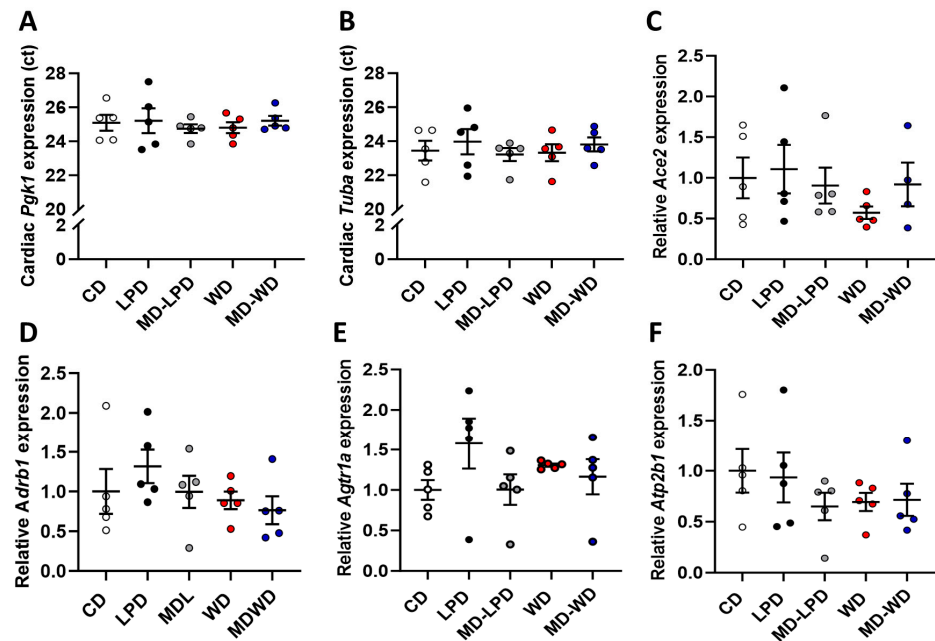 A
Cardiac Pgk1 expression (ct)
28
26
24
22
20
2
0
CD
LPD
MD-LPD
WD
MD-WD
B
Cardiac Tuba expression (ct)
28
26
24
22
20
2
0
CD
LPD
MD-LPD
WD
MD-WD
C
Relative Ace2 expression
2.5
2.0
1.5
1.0
0.5
0.0
CD
LPD
MD-LPD
WD
MD-WD
D
Relative Adrb1 expression
2.5
2.0
1.5
1.0
0.5
0.0
CD
LPD
MDL
WD
MDWD
E
Relative Agtr1a expression
2.5
2.0
1.5
1.0
0.5
0.0
CD
LPD
MD-LPD
WD
MD-WD
F
Relative Atp2b1 expression
2.0
1.5
1.0
0.5
0.0
CD
LPD
MD-LPD
WD
MD-WD